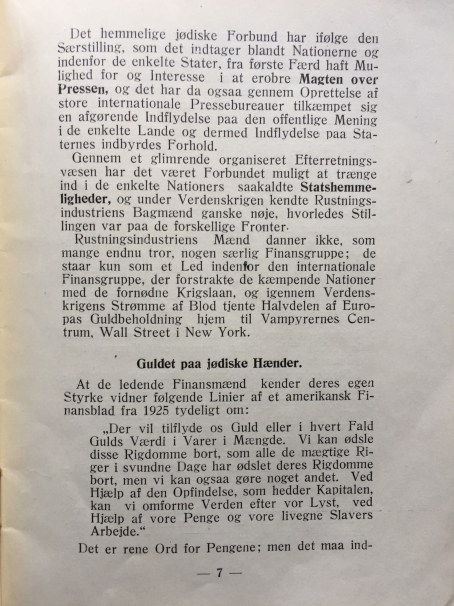 Det hemmelige jødiske Forbund har ifølge den
Særstilling, som det indtager blandt Nationerne og
indenfor de enkelte Stater, fra første Færd haft Mu-
lighed for og Interesse i at erobre Magten over
Pressen, og det har da ogsaa gennem Oprettelse af
store internationale Pressebureauer tilkæmpet sig
en afgørende Indflydelse paa den offentlige Mening
i de enkelte Lande og dermed Indflydelse paa Sta-
ternes indbyrdes Forhold.
Gennem et glimrende organiseret Efterretnings-
væsen har det været Forbundet muligt at trænge
ind i de enkelte Nationers saakaldte Statshemme-
ligheder, og under Verdenskrigen kendte Rustnings-
industriens Bagmænd ganske nøje, hvorledes Stil-
lingen var paa de forskellige Fronter.
Rustningsindustriens Mænd danner ikke, som
mange endnu tror, nogen særlig Finansgruppe; de
staar kun som et Led indenfor den internationale
Finansgruppe, der forstrakte de kæmpende Nationer
med de fornødne Krigslaan, og igennem Verdens-
krigens Strømme af Blod tjente Halvdelen af Euro-
pas Guldbeholdning hjem til Vampyrernes Cen-
trum, Wall Street i New York.
Guldet paa jødiske Hænder.
At de ledende Finansmænd kender deres egen
Styrke vidner følgende Linier af et amerikansk Fi-
nansblad fra 1925 tydeligt om:
„Der vil tilflyde os Guld eller i hvert Fald
Gulds Værdi i Varer i Mængde. Vi kan ødsle
disse Rigdomme bort, som alle de mægtige Ri-
ger i svundne Dage har ødslet deres Rigdomme
bort, men vi kan ogsaa gøre noget andet. Ved
Hjælp af den Opfindelse, som hedder Kapitalen,
kan vi omforme Verden efter vor Lyst, ved
Hjælp af vore Penge og vore livegne Slavers
Arbejde.“
Det er rene Ord for Pengene; men det maa ind-
— 7 —